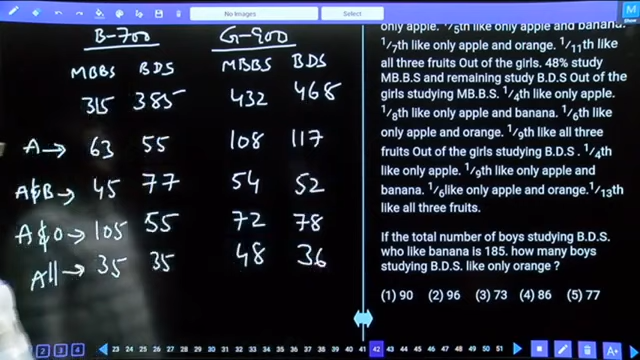 No Images
Select
B-700 G-900
MBBS BDS MBBS BDS
315 385 432 468
A→ 63 55 108 117
A&B→ 45 77 54 52
A&O→ 105 55 72 78
All→ 35 35 48 36
only apple. 1/5th like only apple and banana.
1/7th like only apple and orange. 1/11th like
all three fruits Out of the girls. 48% study
M.B.B.S and remaining study B.D.S Out of the
girls studying MB.B.S. 1/4th like only apple.
1/8th like only apple and banana. 1/6th like
only apple and orange. 1/9th like all three
fruits Out of the girls studying B.D.S . 1/4th
like only apple. 1/9th like only apple and
banana. 1/6like only apple and orange.1/13th
like all three fruits.
If the total number of boys studying B.D.S.
who like banana is 185. how many boys
studying B.D.S. like only orange ?
(1) 90 (2) 96 (3) 73 (4) 86 (5) 77
1 2 3 4 23 24 25 26 27 28 29 30 31 32 33 34 35 36 37 38 39 40 41 42 43 44 45 46 47 48 49 50 51